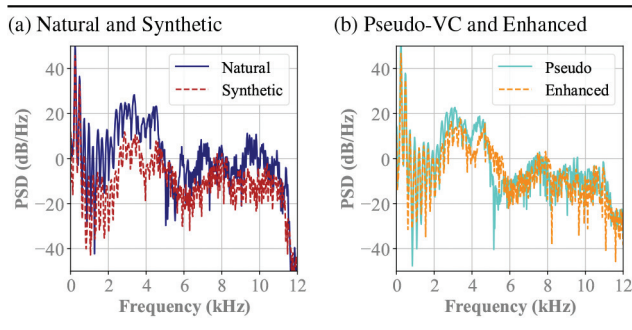 (a) Natural and Synthetic
(b) Pseudo-VC and Enhanced
PSD (dB/Hz)
40
20
0
−20
−40
Natural
Synthetic
0 2 4 6 8 10 12
Frequency (kHz)
PSD (dB/Hz)
40
20
0
−20
−40
Pseudo
Enhanced
0 2 4 6 8 10 12
Frequency (kHz)